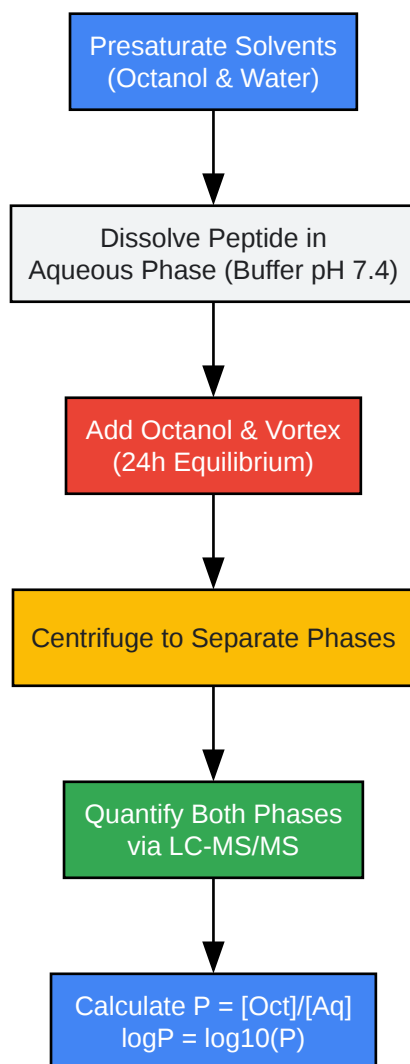 Presaturate Solvents
(Octanol & Water)
Dissolve Peptide in
Aqueous Phase (Buffer pH 7.4)
Add Octanol & Vortex
(24h Equilibrium)
Centrifuge to Separate Phases
Quantify Both Phases
via LC-MS/MS
Calculate P = [Oct]/[Aq]
logP = log10(P)